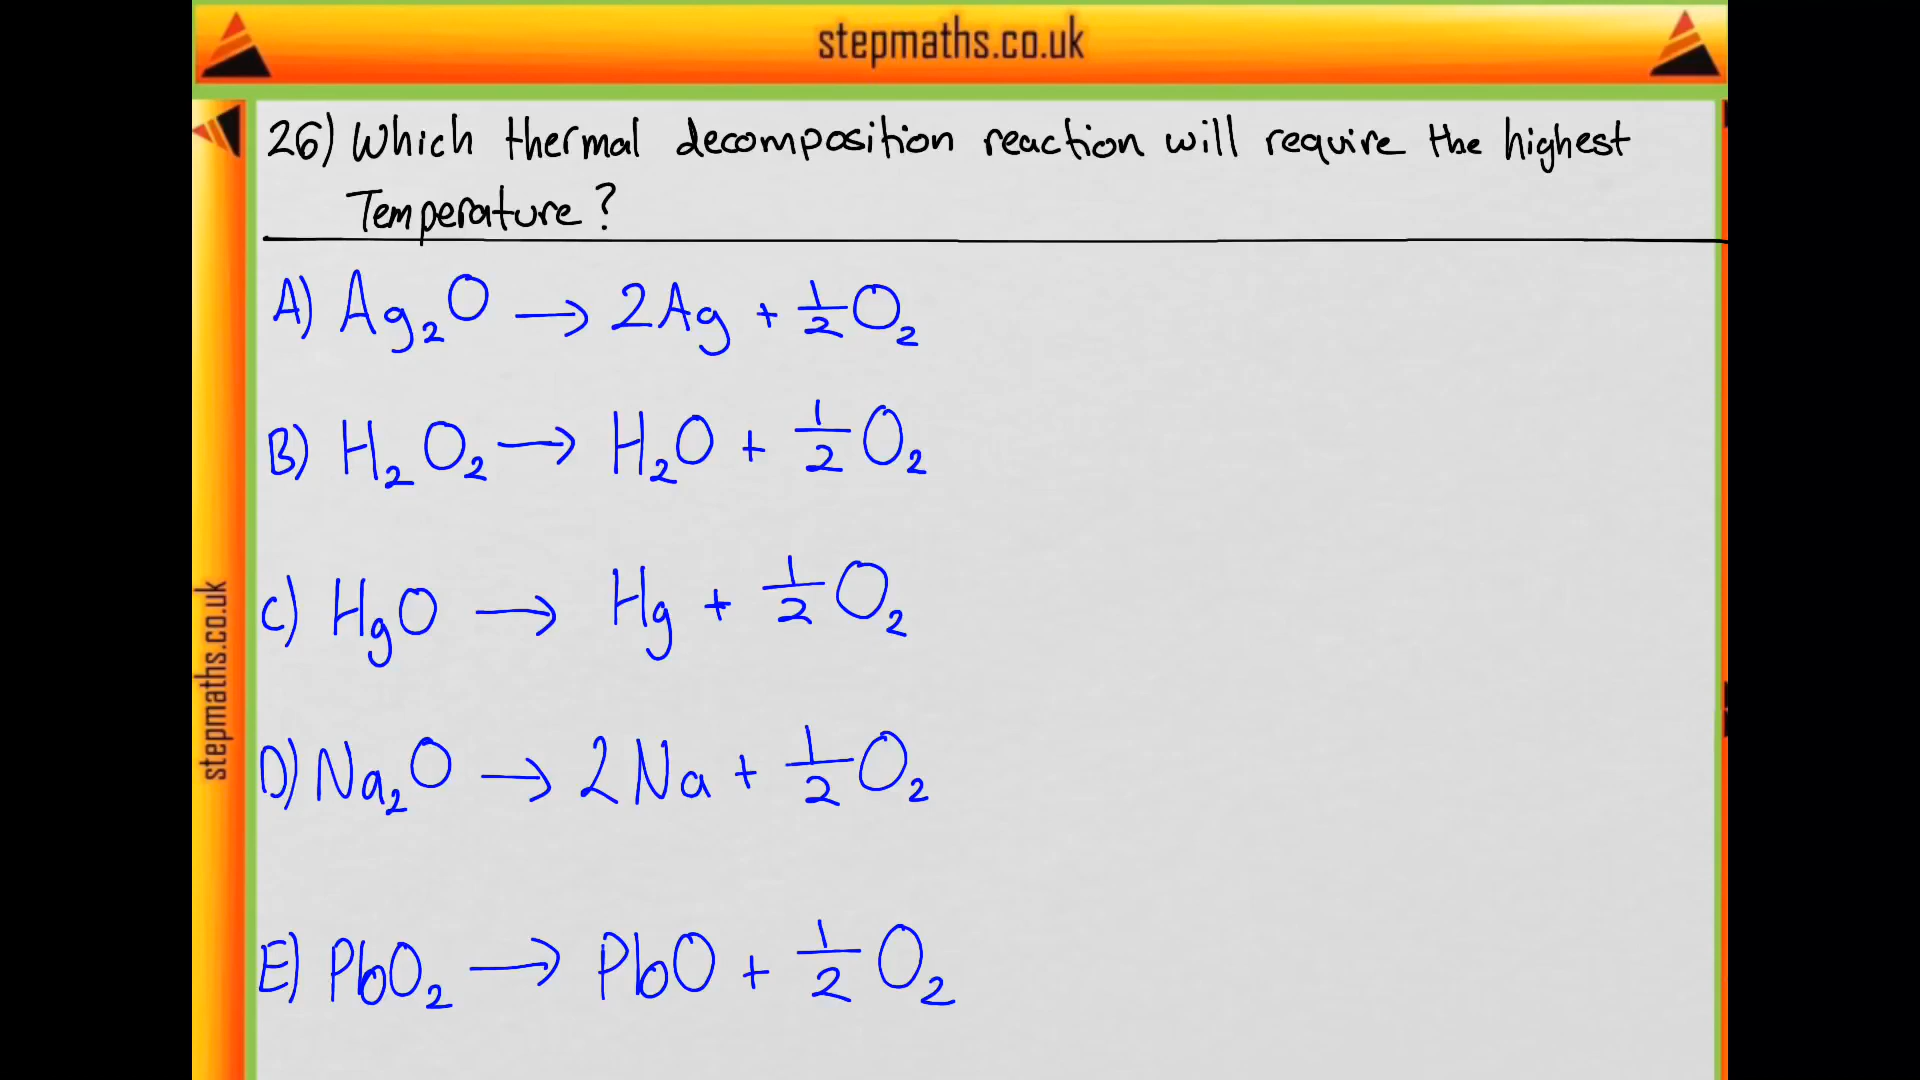 stepmaths.co.uk
26) Which thermal decomposition reaction will require the highest
Temperature?
A) Ag₂O → 2Ag + ½O₂
B) H₂O₂ → H₂O + ½O₂
C) HgO → Hg + ½O₂
D) Na₂O → 2Na + ½O₂
E) PbO₂ → PbO + ½O₂
stepmaths.co.uk